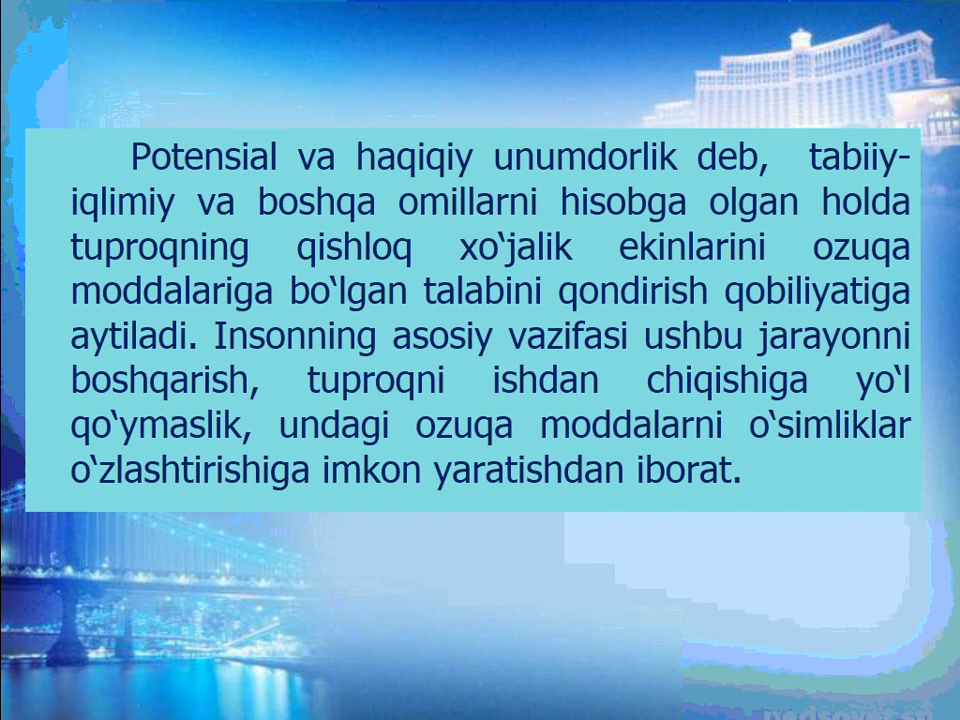 Potensial va haqiqiy unumdorlik deb, tabiiy-
iqlimiy va boshqa omillarni hisobga olgan holda
tuproqning qishloq xo‘jalik ekinlarini ozuqa
moddalariga bo‘lgan talabini qondirish qobiliyatiga
aytiladi. Insonning asosiy vazifasi ushbu jarayonni
boshqarish, tuproqni ishdan chiqishiga yo‘l
qo‘ymaslik, undagi ozuqa moddalarni o‘simliklar
o‘zlashtirishiga imkon yaratishdan iborat.